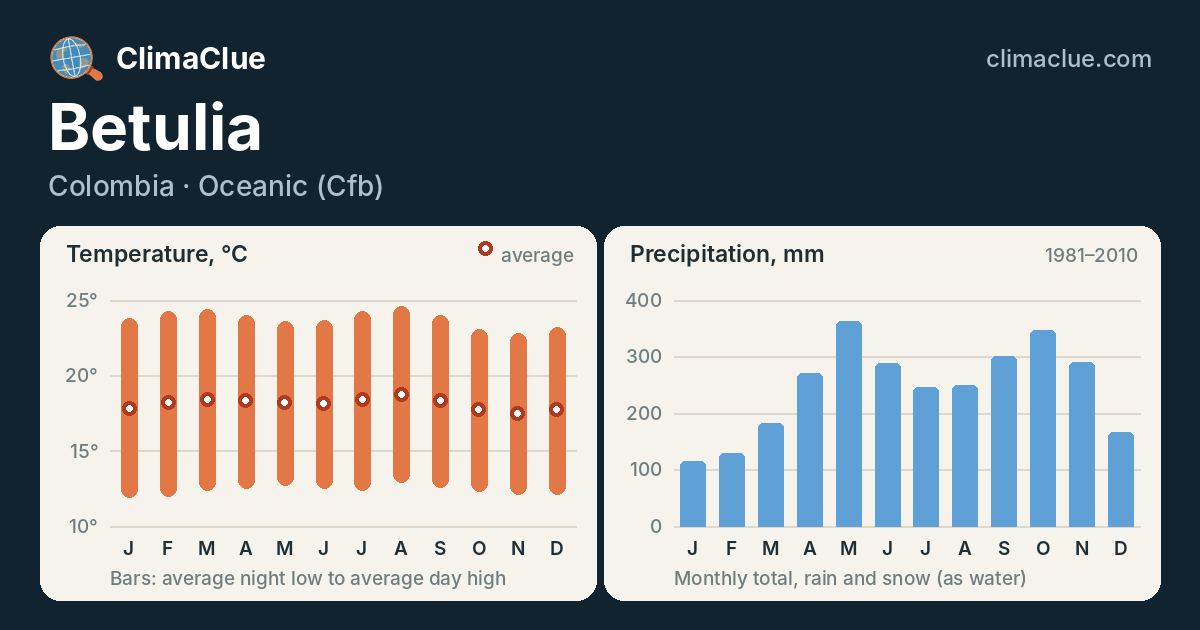 ClimaClue
climaclue.com
Betulia
Colombia · Oceanic (Cfb)
Temperature, °C
average
25°
20°
15°
10°
J F M A M J J A S O N D
Bars: average night low to average day high
Precipitation, mm
1981–2010
400
300
200
100
0
J F M A M J J A S O N D
Monthly total, rain and snow (as water)